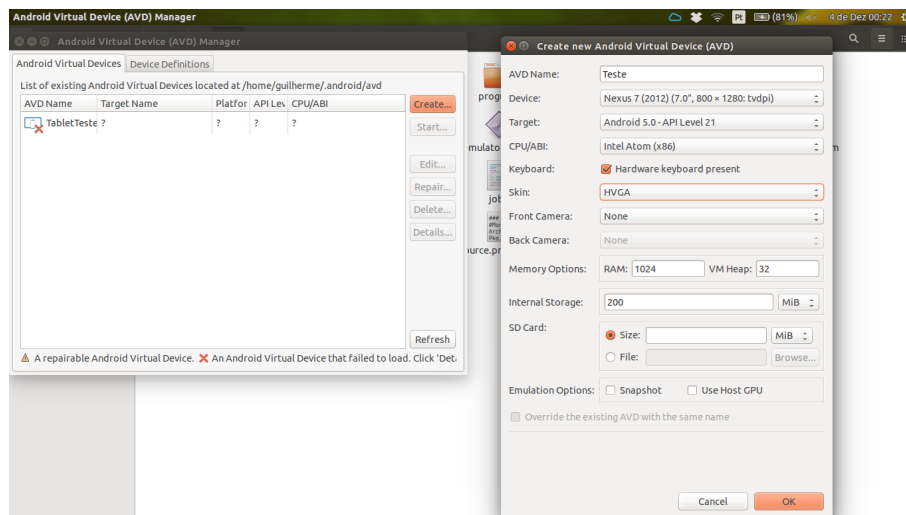 Android Virtual Device (AVD) Manager
Pt (81%) 4 de Dez 00:22
Android Virtual Device (AVD) Manager
Android Virtual Devices Device Definitions
List of existing Android Virtual Devices located at /home/guilherme/.android/avd
AVD Name Target Name Platfor API Lev CPU/ABI
TabletTeste ? ? ? ?
Create...
Start...
Edit...
Repair...
Delete...
Details...
Refresh
A repairable Android Virtual Device. An Android Virtual Device that failed to load. Click 'Det
prog
mulato
job
ource.pr
m
Create new Android Virtual Device (AVD)
AVD Name: Teste
Device: Nexus 7 (2012) (7.0", 800 × 1280: tvdpi)
Target: Android 5.0 - API Level 21
CPU/ABI: Intel Atom (x86)
Keyboard: Hardware keyboard present
Skin: HVGA
Front Camera: None
Back Camera: None
Memory Options: RAM: 1024 VM Heap: 32
Internal Storage: 200 MiB
SD Card:
Size: MiB
File: Browse...
Emulation Options: Snapshot Use Host GPU
Override the existing AVD with the same name
Cancel OK